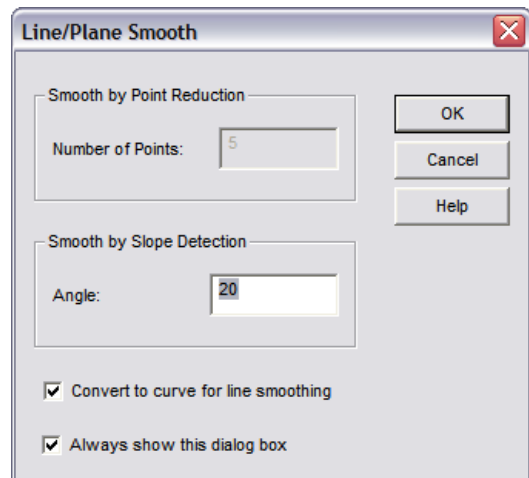 Line/Plane Smooth
Smooth by Point Reduction
Number of Points: 5
OK
Cancel
Help
Smooth by Slope Detection
Angle: 20
Convert to curve for line smoothing
Always show this dialog box